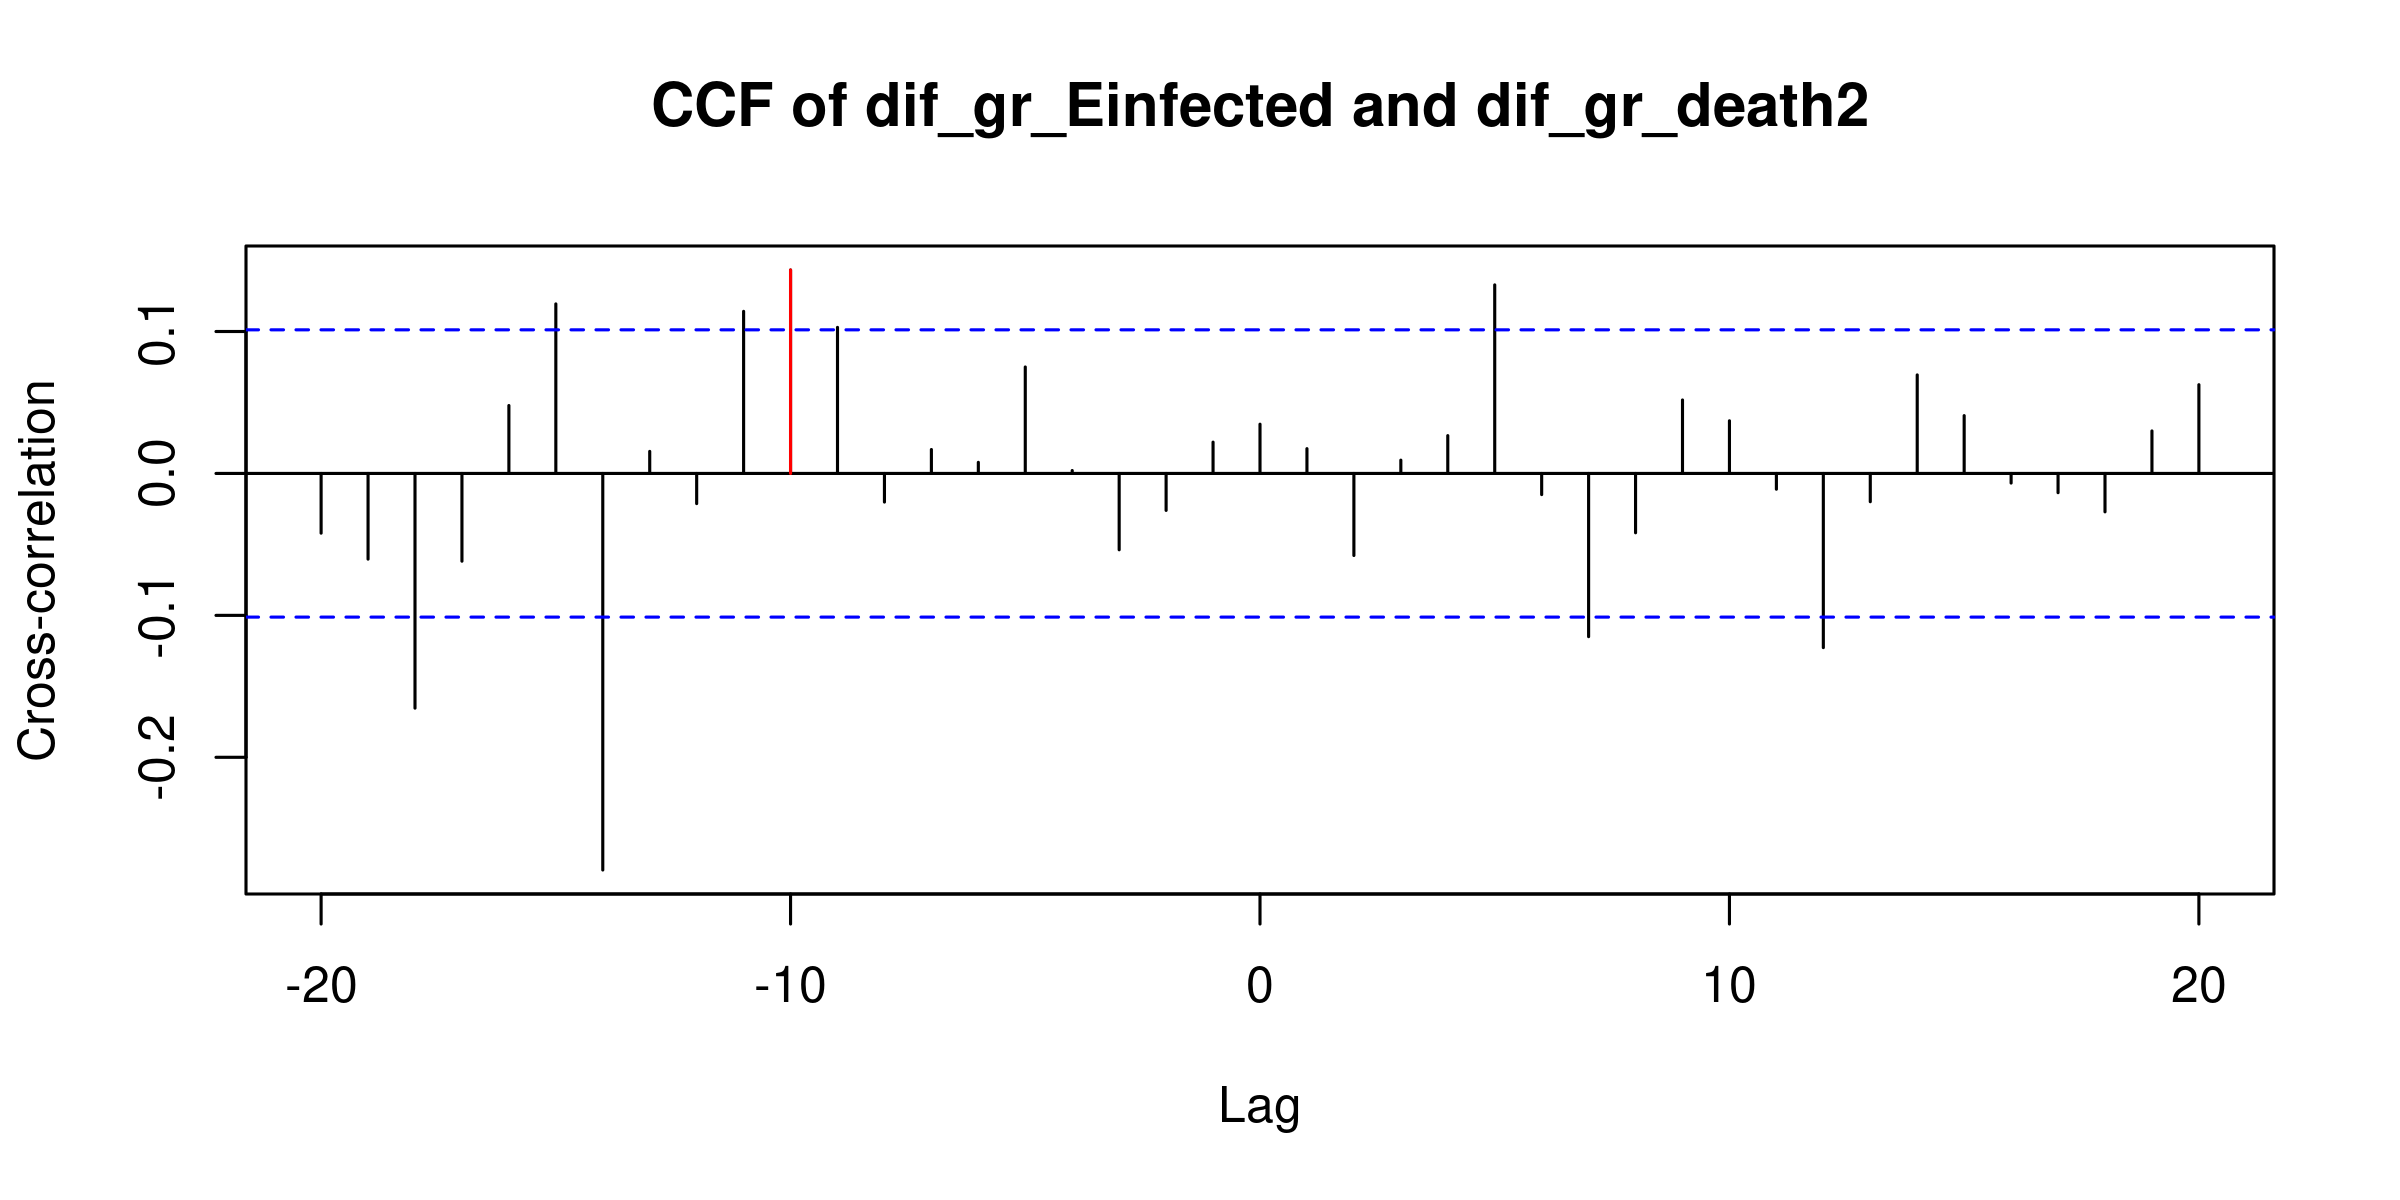 CCF of dif_gr_Einfected and dif_gr_death2
Cross-correlation
0.1
0.0
-0.1
-0.2
-20 -10 0 10 20
Lag